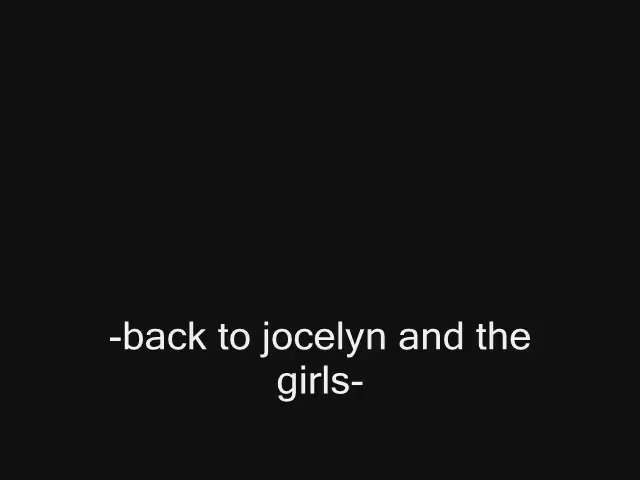 -back to jocelyn and the
girls-